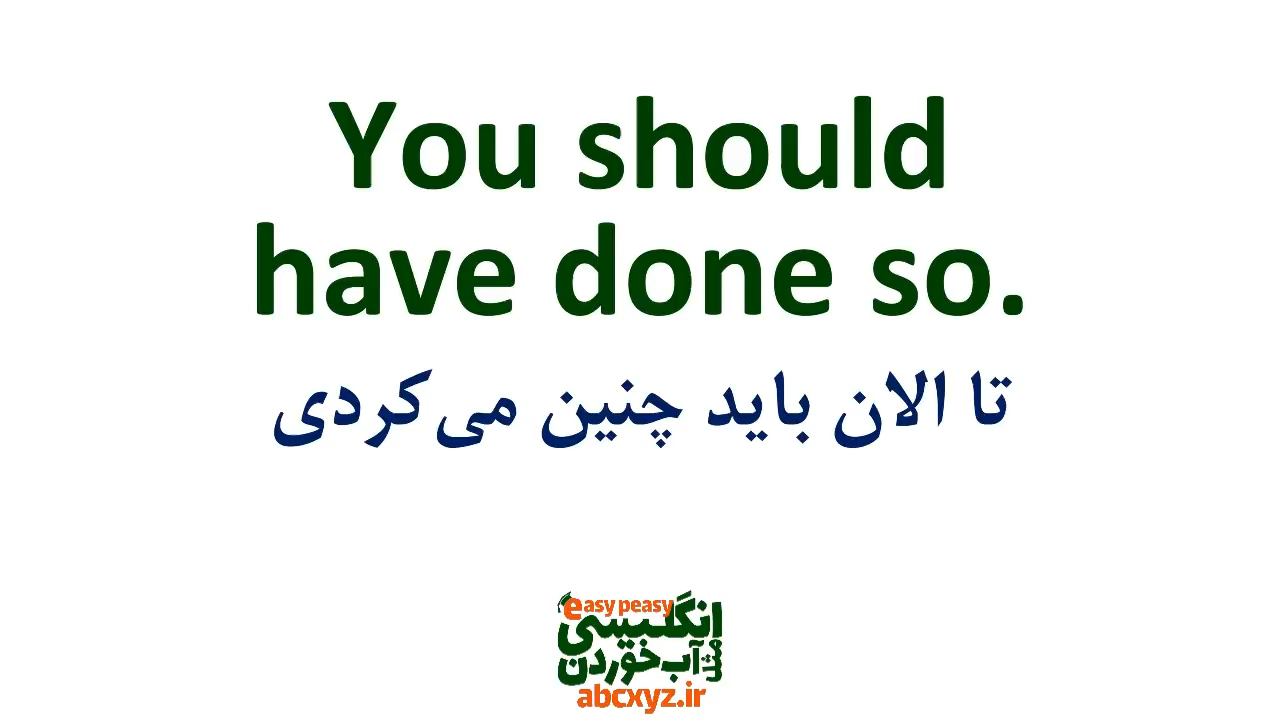 You should
have done so.
تا الان باید چنین می‌کردی
easy peasy
انگلیسی
مثل آب خوردن
abcxyz.ir